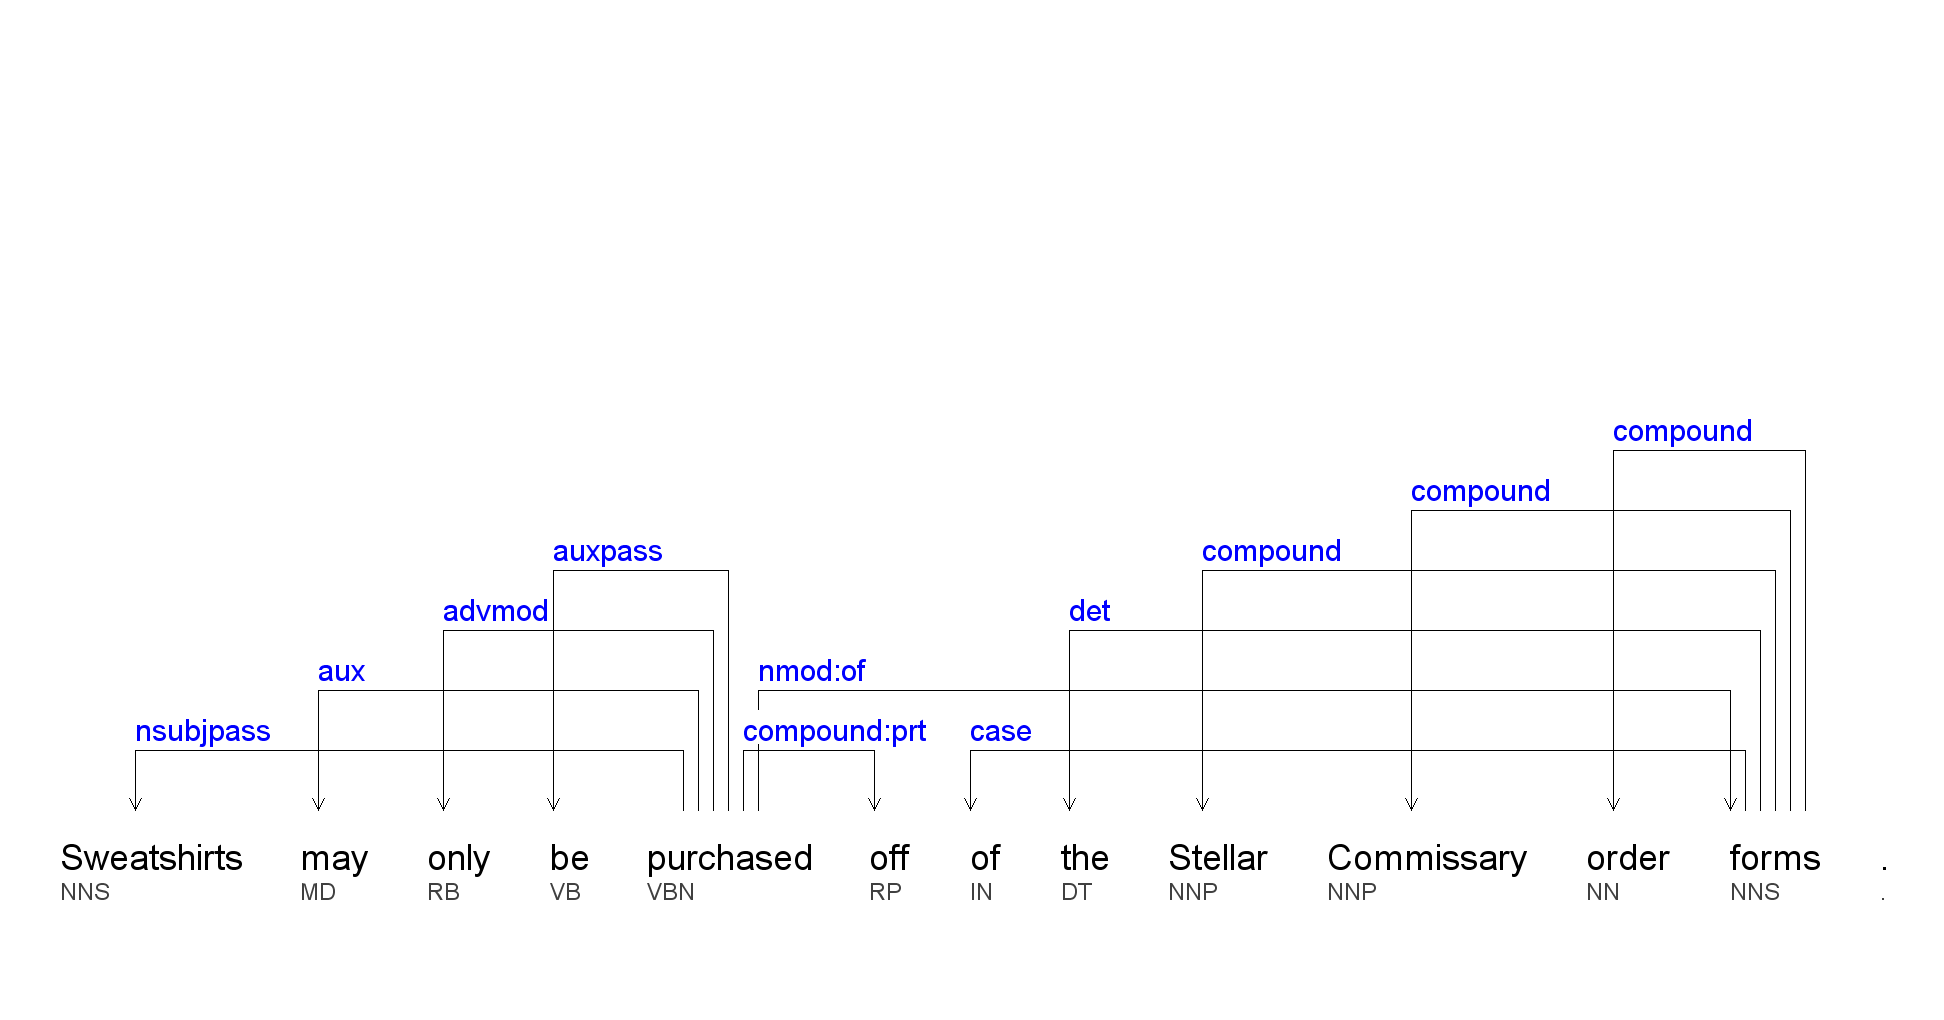 compound
compound
auxpass compound
advmod det
aux nmod:of
nsubjpass compound:prt case
Sweatshirts may only be purchased off of the Stellar Commissary order forms .
NNS MD RB VB VBN RP IN DT NNP NNP NN NNS .